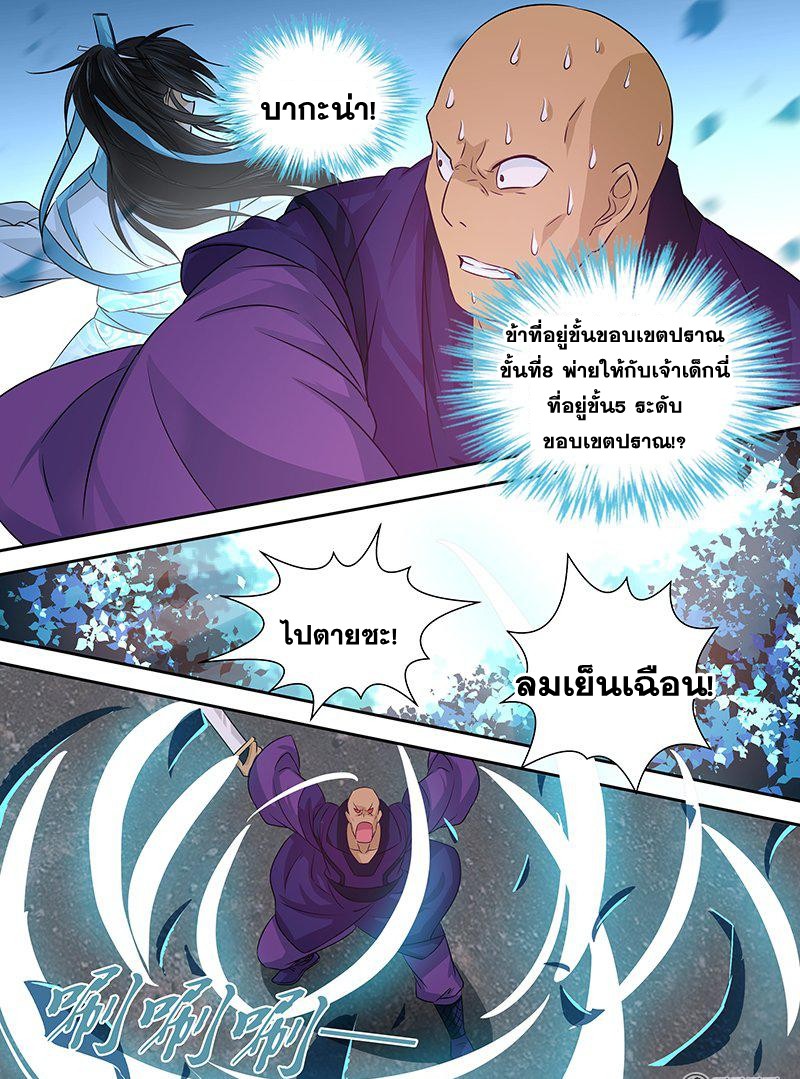 บากะน่า!
ข้าที่อยู่ขั้นขอบเขตปราณ
ขั้นที่8 พ่ายให้กับเจ้าเด็กนี่
ที่อยู่ขั้น5 ระดับ
ขอบเขตปราณ!?
ไปตายซะ!
ลมเย็นเฉือน!
唰唰唰——